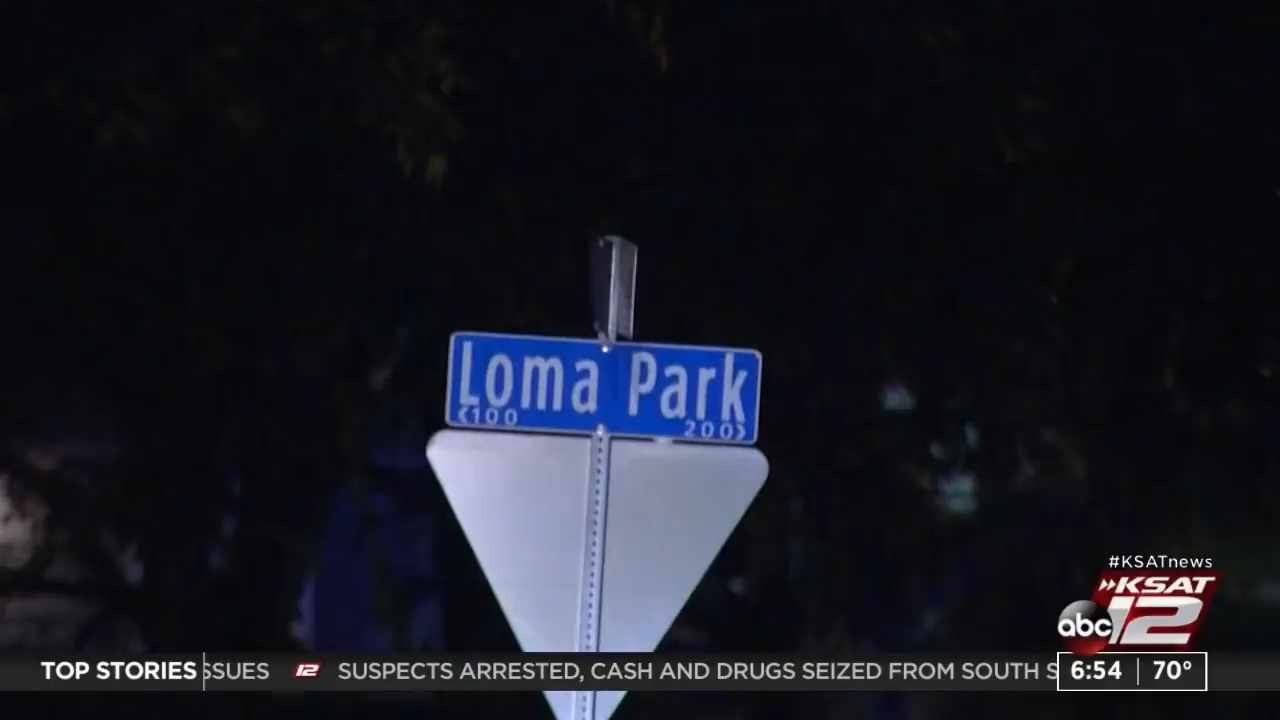 Loma Park
<100 200>
#KSATnews
KSAT
abc 12
TOP STORIES SSUES 12 SUSPECTS ARRESTED, CASH AND DRUGS SEIZED FROM SOUTH S 6:54 70°